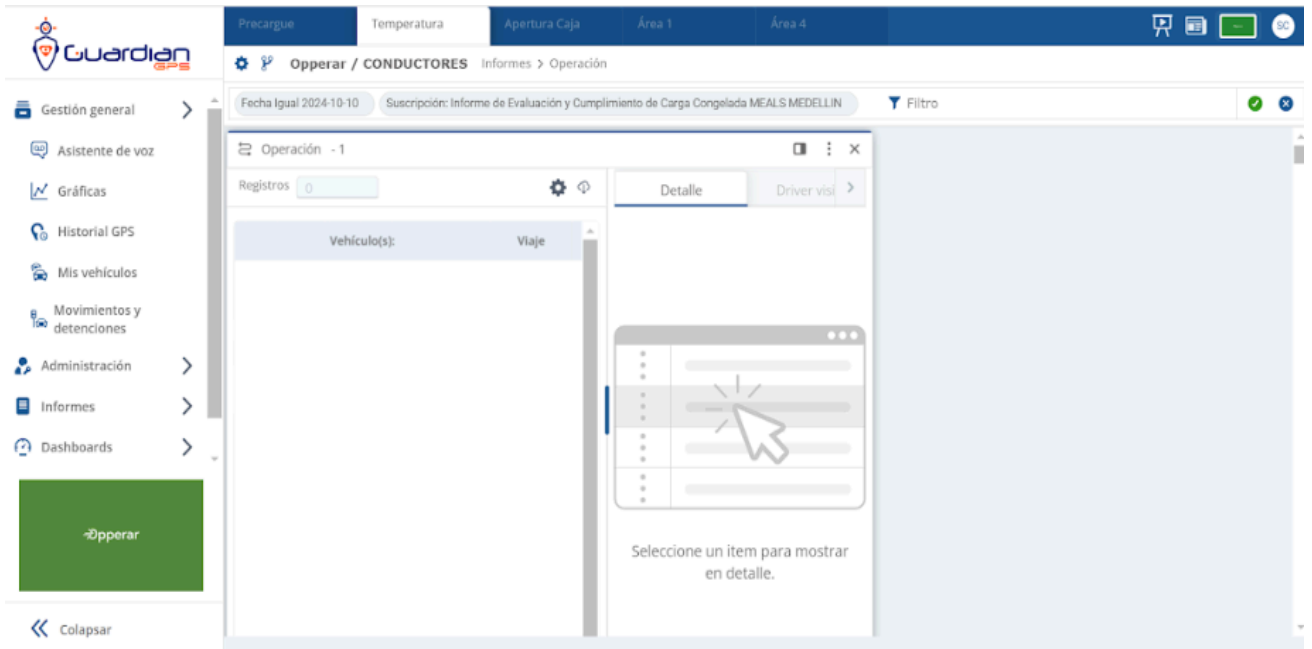 Guardian
GPS
Precargue
Temperatura
Apertura Caja
Área 1
Área 4
SC
Opperar / CONDUCTORES Informes > Operación
Fecha Igual 2024-10-10
Suscripción: Informe de Evaluación y Cumplimiento de Carga Congelada MEALS MEDELLIN
Filtro
Gestión general
Asistente de voz
Gráficas
Historial GPS
Mis vehículos
Movimientos y
detenciones
Administración
Informes
Dashboards
Opperar
Colapsar
Operación - 1
Registros 0
Vehículo(s):
Viaje
Detalle
Driver visi
Seleccione un item para mostrar
en detalle.